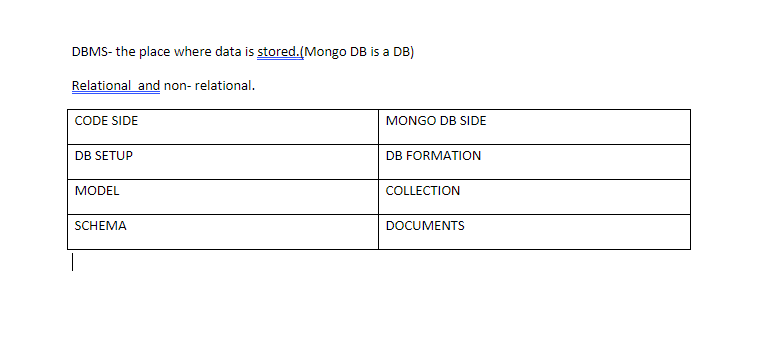 DBMS- the place where data is stored.(Mongo DB is a DB)
Relational and non- relational.
CODE SIDE MONGO DB SIDE
DB SETUP DB FORMATION
MODEL COLLECTION
SCHEMA DOCUMENTS